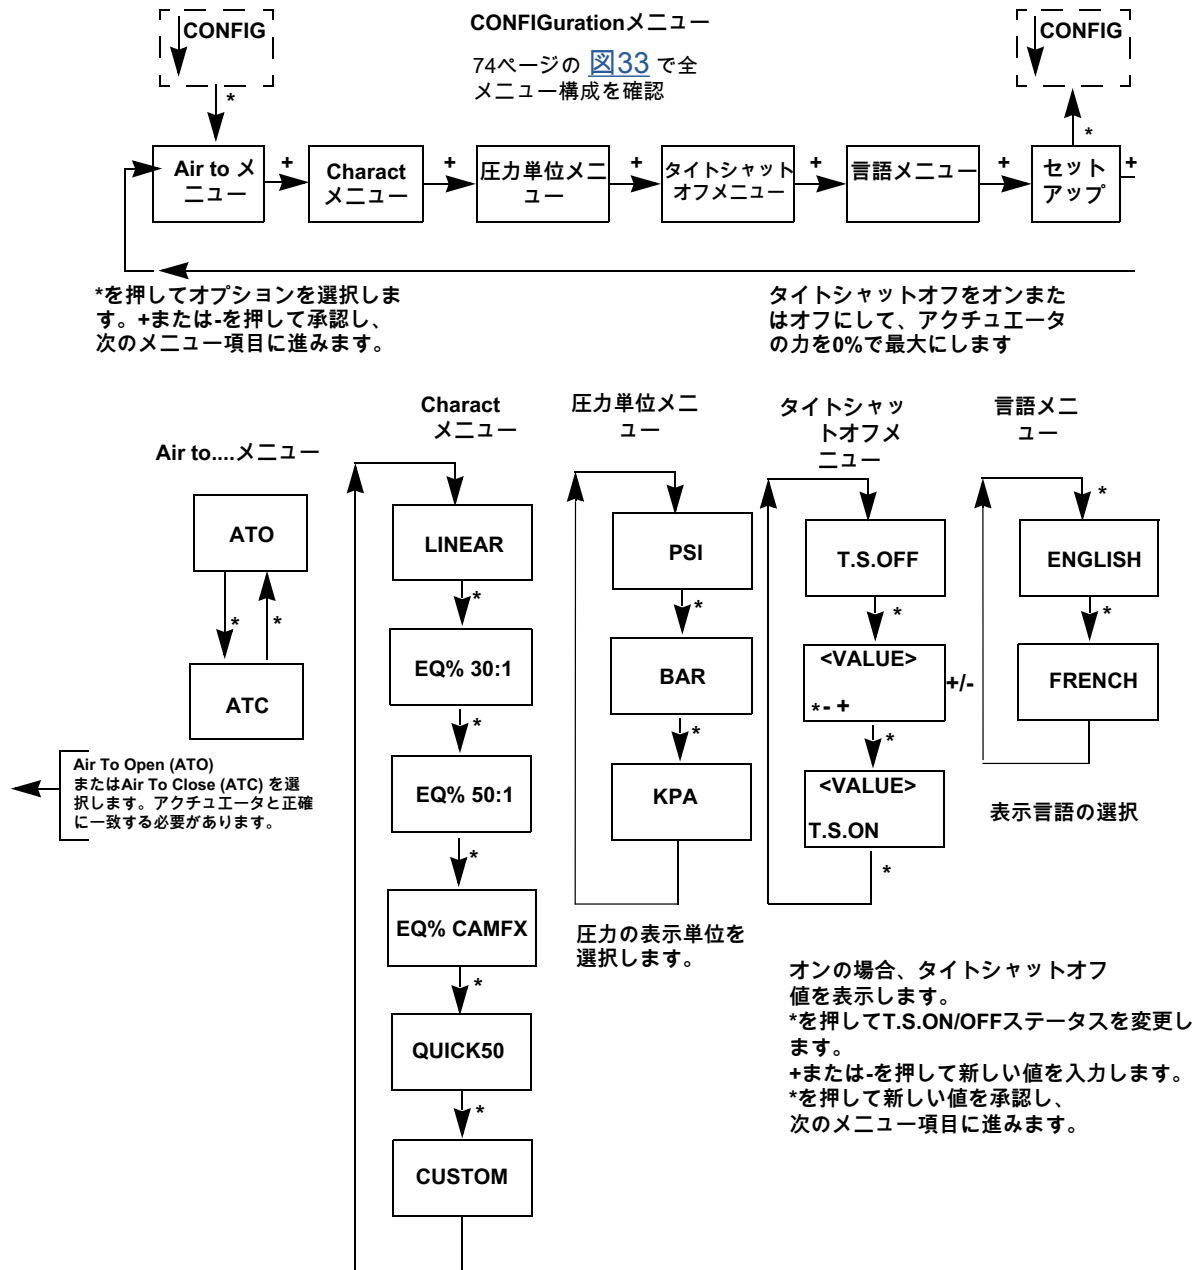 CONFIG
CONFIGurationメニュー
74ページの 図33 で全
メニュー構成を確認
CONFIG
*
*
Air to メ
ニュー
+
Charact
メニュー
+
圧力単位メニ
ュー
+
タイトシャット
オフメニュー
+
言語メニュー
+
セット
アップ
+
*を押してオプションを選択しま
す。+または-を押して承認し、
次のメニュー項目に進みます。
タイトシャットオフをオンまた
はオフにして、アクチュエータ
の力を0%で最大にします
Air to....メニュー
ATO
*
*
ATC
Air To Open (ATO)
またはAir To Close (ATC) を選
択します。アクチュエータと正確
に一致する必要があります。
Charact
メニュー
LINEAR
*
EQ% 30:1
*
EQ% 50:1
*
EQ% CAMFX
*
QUICK50
*
CUSTOM
圧力単位メニ
ュー
PSI
*
BAR
*
KPA
圧力の表示単位を
選択します。
タイトシャッ
トオフメ
ニュー
T.S.OFF
*
<VALUE>
*- +
+/-
*
<VALUE>
T.S.ON
*
オンの場合、タイトシャットオフ
値を表示します。
*を押してT.S.ON/OFFステータスを変更し
ます。
+または-を押して新しい値を入力します。
*を押して新しい値を承認し、
次のメニュー項目に進みます。
言語メニ
ュー
*
ENGLISH
*
FRENCH
表示言語の選択